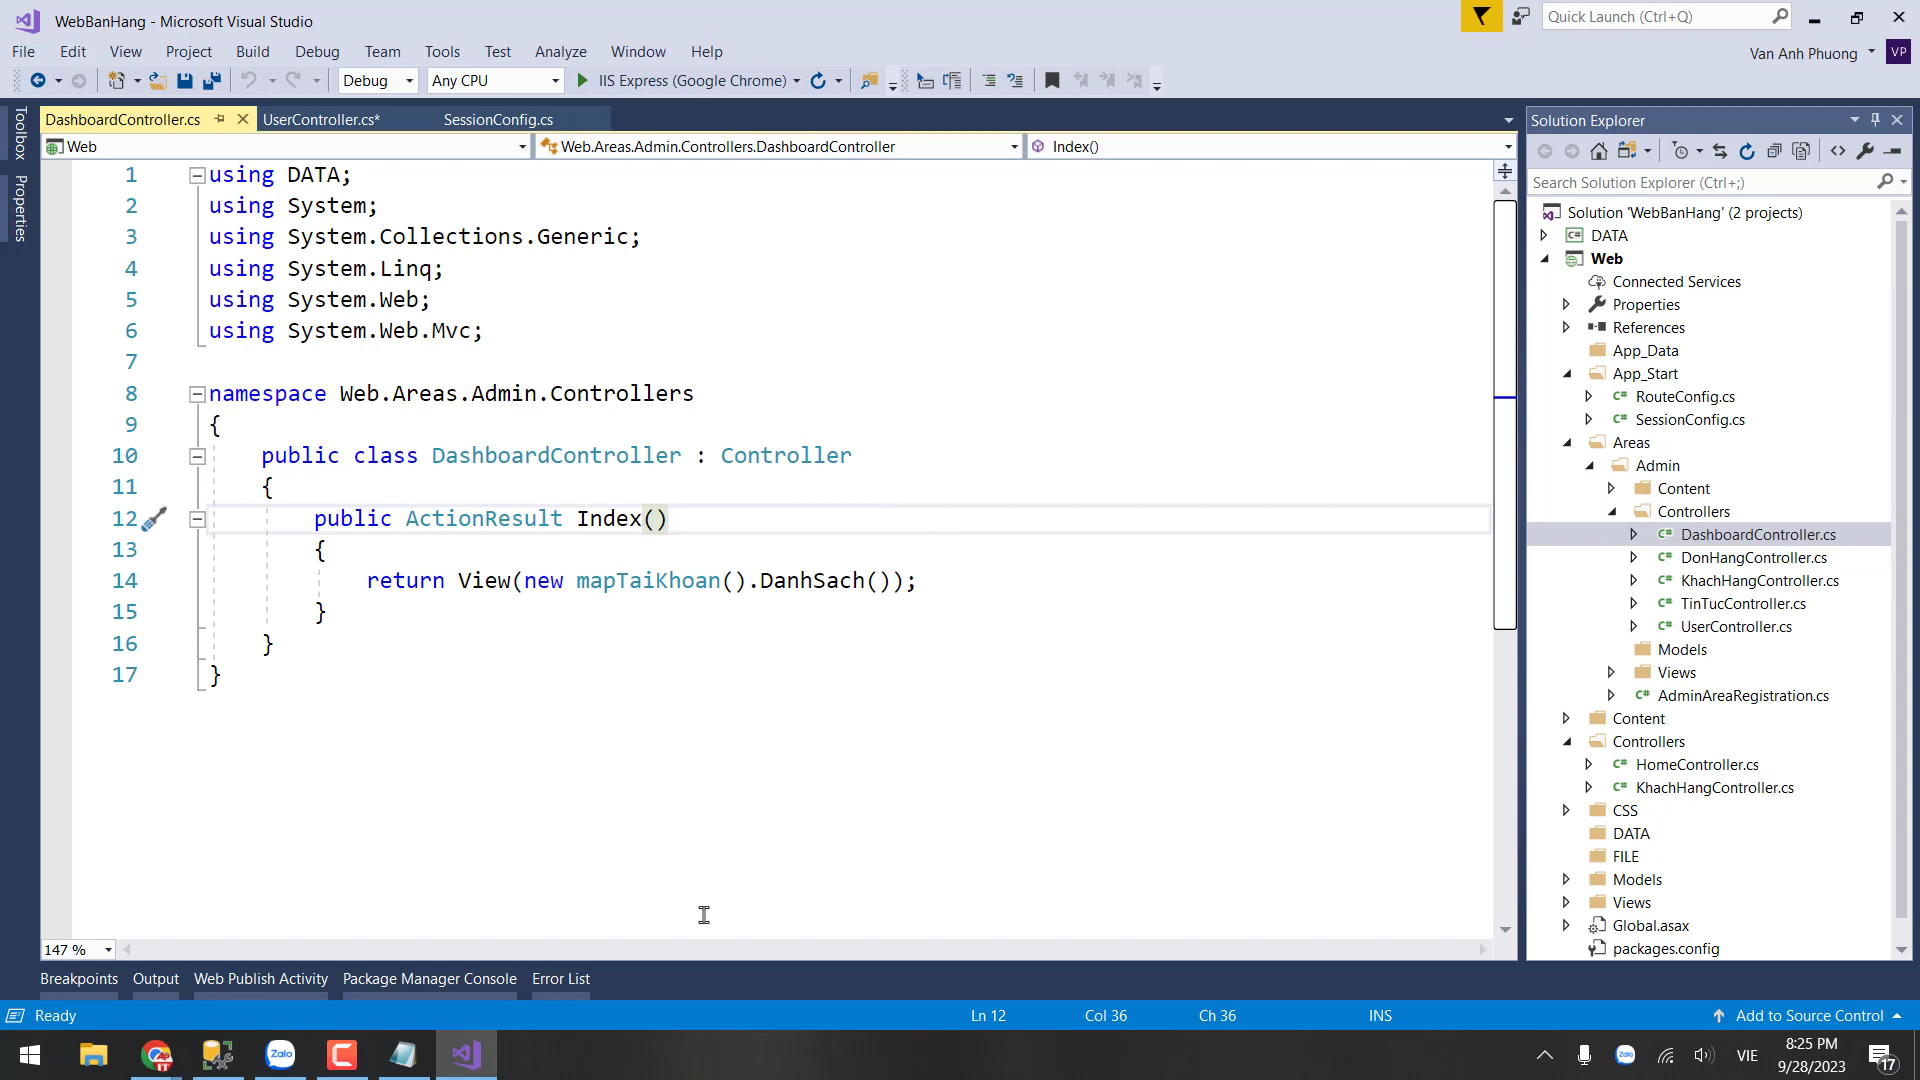 WebBanHang - Microsoft Visual Studio
Quick Launch (Ctrl+Q)
File Edit View Project Build Debug Team Tools Test Analyze Window Help
Van Anh Phuong VP
Debug Any CPU IIS Express (Google Chrome)
Toolbox
Properties
DashboardController.cs UserController.cs* SessionConfig.cs
Web Web.Areas.Admin.Controllers.DashboardController Index()
1 using DATA;
2 using System;
3 using System.Collections.Generic;
4 using System.Linq;
5 using System.Web;
6 using System.Web.Mvc;
7
8 namespace Web.Areas.Admin.Controllers
9 {
10 public class DashboardController : Controller
11 {
12 public ActionResult Index()
13 {
14 return View(new mapTaiKhoan().DanhSach());
15 }
16 }
17 }
147 %
Solution Explorer
Search Solution Explorer (Ctrl+;)
Solution 'WebBanHang' (2 projects)
DATA
Web
Connected Services
Properties
References
App_Data
App_Start
RouteConfig.cs
SessionConfig.cs
Areas
Admin
Content
Controllers
DashboardController.cs
DonHangController.cs
KhachHangController.cs
TinTucController.cs
UserController.cs
Models
Views
AdminAreaRegistration.cs
Content
Controllers
HomeController.cs
KhachHangController.cs
CSS
DATA
FILE
Models
Views
Global.asax
packages.config
Breakpoints Output Web Publish Activity Package Manager Console Error List
Ready Ln 12 Col 36 Ch 36 INS Add to Source Control
Zalo
VIE
8:25 PM
9/28/2023
17